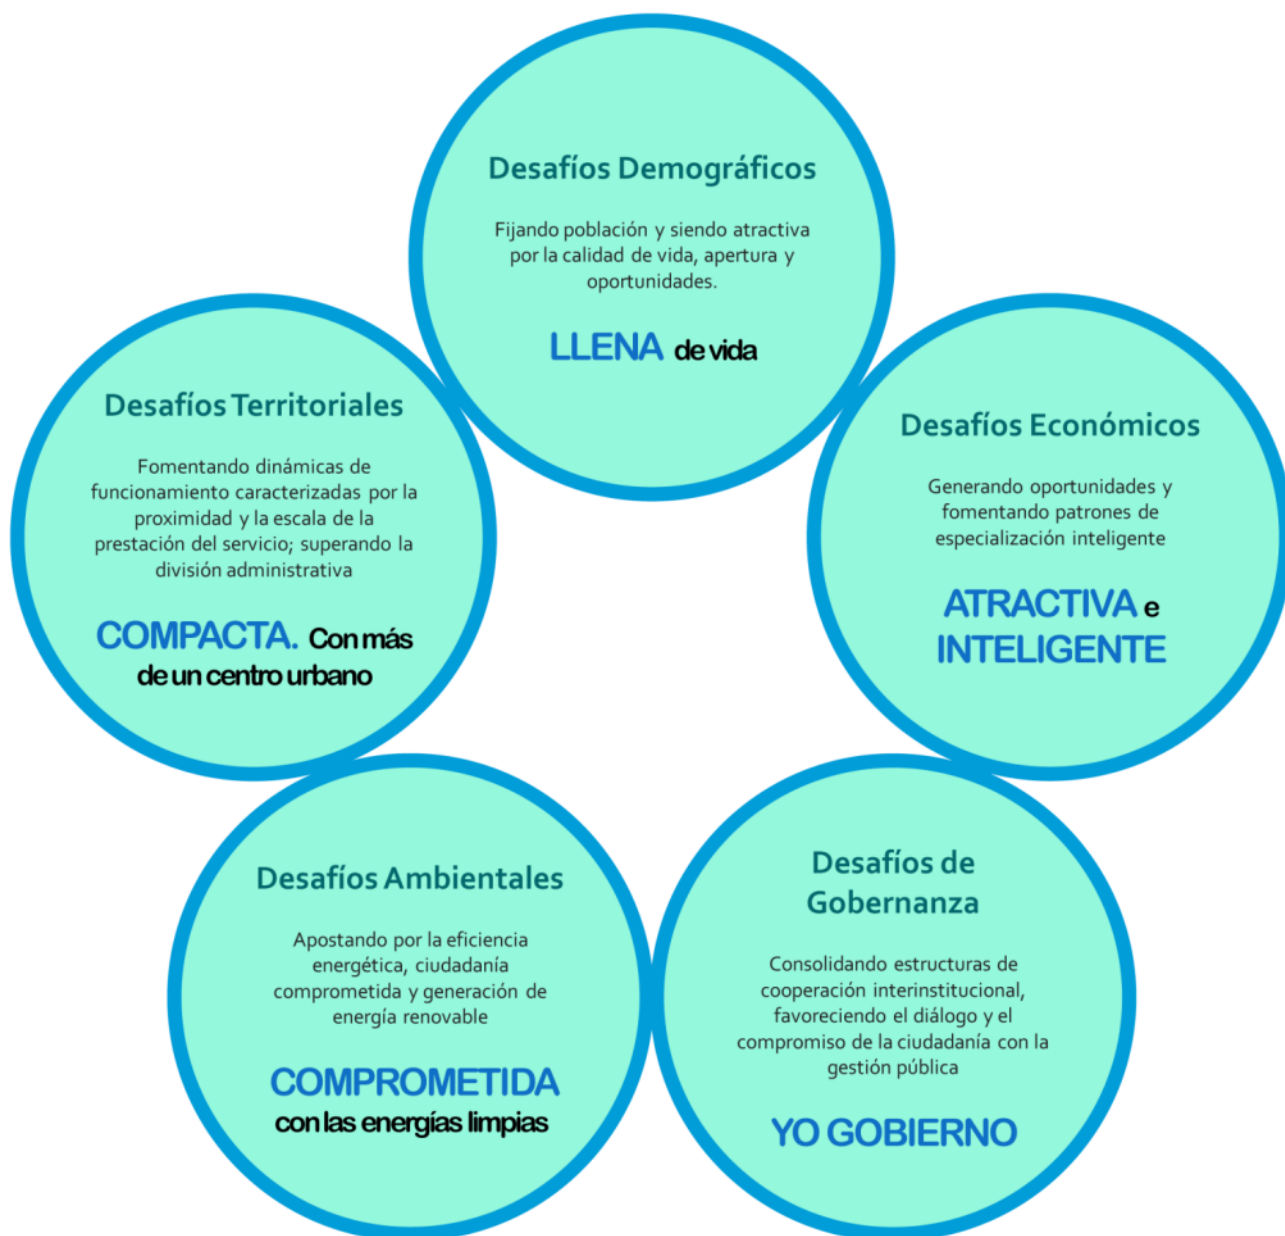 Desafíos Demográficos
Fijando población y siendo atractiva
por la calidad de vida, apertura y
oportunidades.
LLENA de vida
Desafíos Territoriales
Fomentando dinámicas de
funcionamiento caracterizadas por la
proximidad y la escala de la
prestación del servicio; superando la
división administrativa
COMPACTA. Con más
de un centro urbano
Desafíos Económicos
Generando oportunidades y
fomentando patrones de
especialización inteligente
ATRACTIVA e
INTELIGENTE
Desafíos Ambientales
Apostando por la eficiencia
energética, ciudadanía
comprometida y generación de
energía renovable
COMPROMETIDA
con las energías limpias
Desafíos de
Gobernanza
Consolidando estructuras de
cooperación interinstitucional,
favoreciendo el diálogo y el
compromiso de la ciudadanía con la
gestión pública
YO GOBIERNO